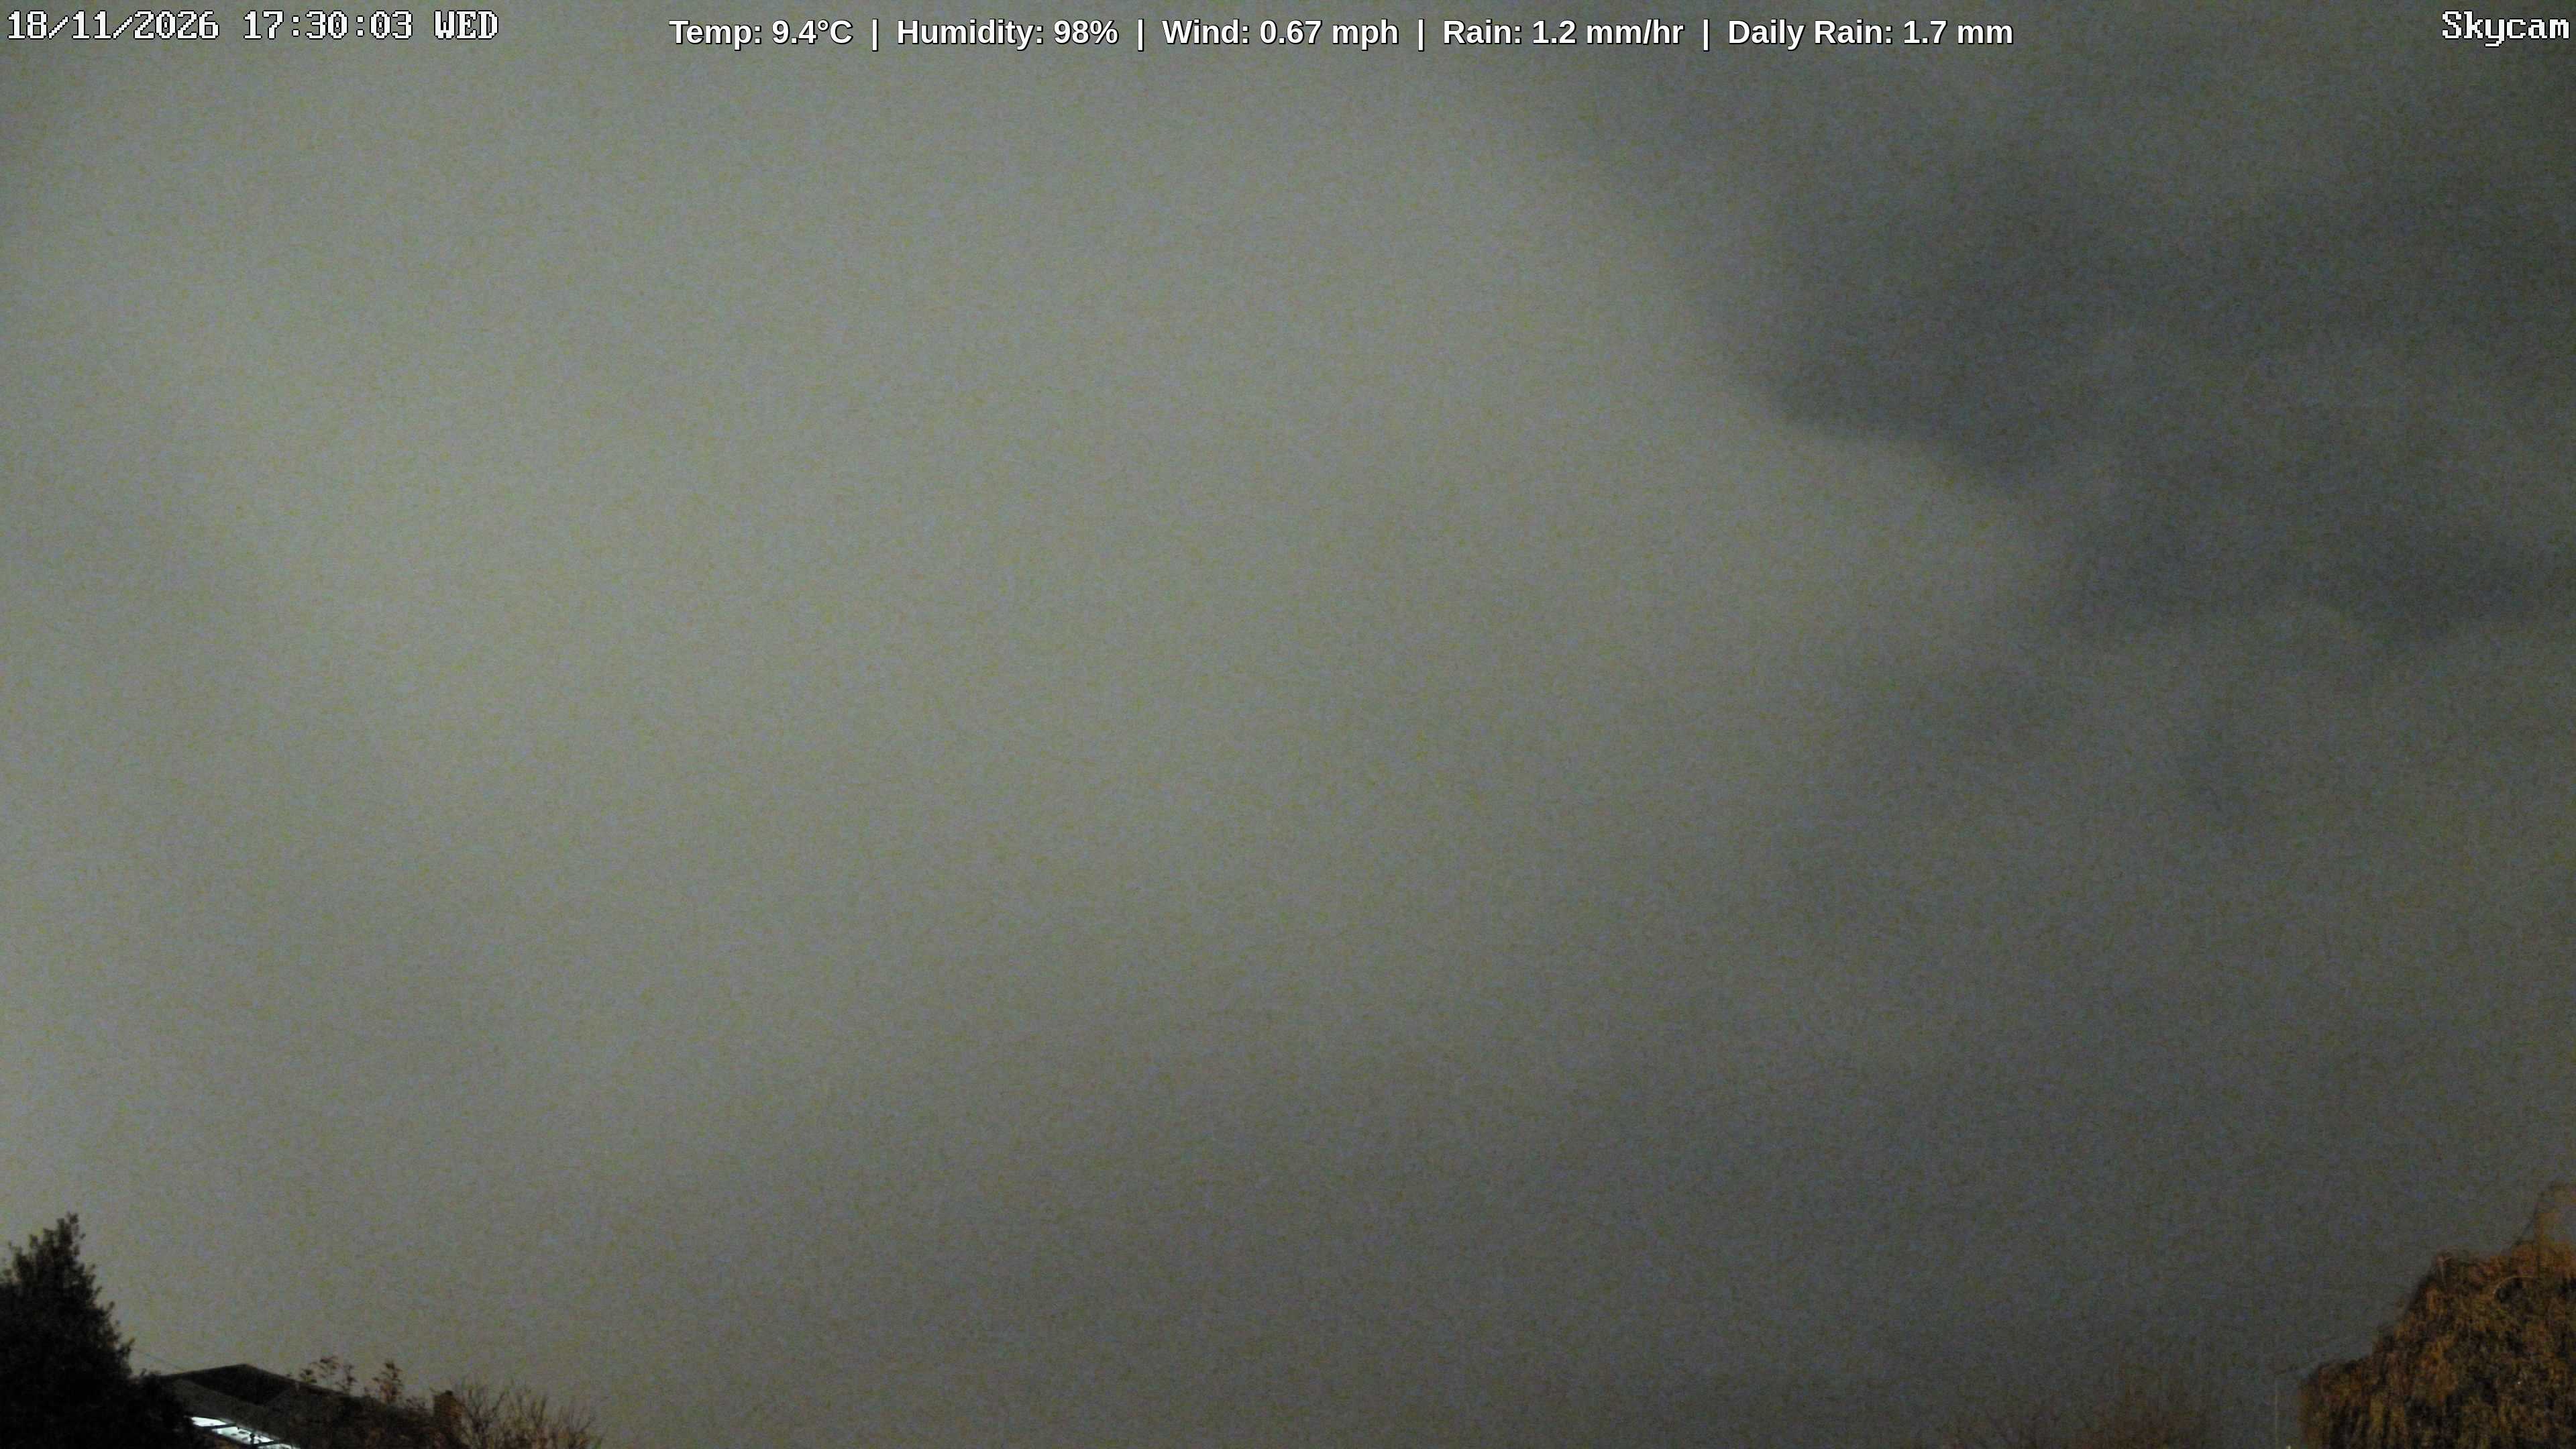 18/11/2026 17:30:03 WED
Temp: 9.4°C | Humidity: 98% | Wind: 0.67 mph | Rain: 1.2 mm/hr | Daily Rain: 1.7 mm
Skycam